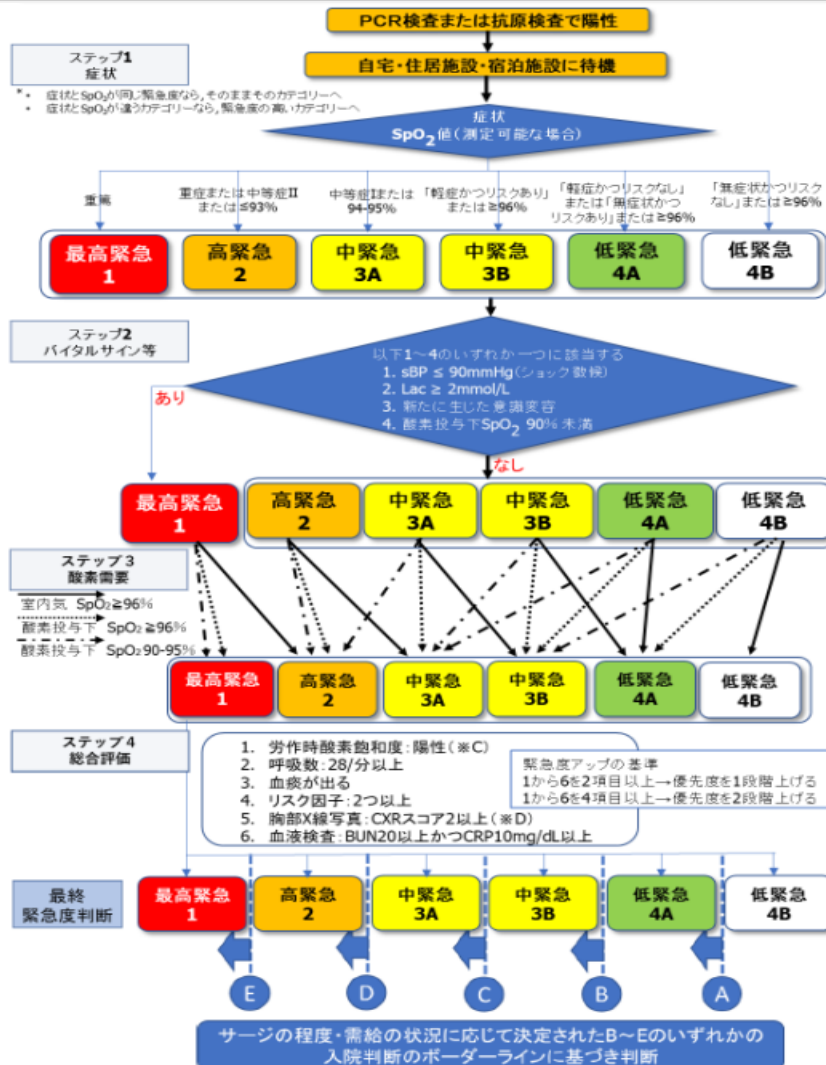 PCR検査または抗原検査で陽性
自宅・住居施設・宿泊施設に待機
ステップ1
症状
*・ 症状とSpO₂が同じ緊急度なら,そのままそのカテゴリーへ
・ 症状とSpO₂が違うカテゴリーなら,緊急度の高いカテゴリーへ
症状
SpO₂値(測定可能な場合)
重篤
重症または中等症II
または≦93%
中等症Iまたは
94-95%
「軽症かつリスクあり」
または≧96%
「軽症かつリスクなし」
または「無症状かつ
リスクあり」または≧96%
「無症状かつリスク
なし」または≧96%
最高緊急
1
高緊急
2
中緊急
3A
中緊急
3B
低緊急
4A
低緊急
4B
ステップ2
バイタルサイン等
以下1～4のいずれか一つに該当する
1. sBP ≤ 90mmHg(ショック徴候)
2. Lac ≥ 2mmol/L
3. 新たに生じた意識変容
4. 酸素投与下SpO₂ 90%未満
あり
なし
最高緊急
1
高緊急
2
中緊急
3A
中緊急
3B
低緊急
4A
低緊急
4B
ステップ3
酸素需要
室内気 SpO₂≧96%
酸素投与下 SpO₂≧96%
酸素投与下 SpO₂90-95%
最高緊急
1
高緊急
2
中緊急
3A
中緊急
3B
低緊急
4A
低緊急
4B
ステップ4
総合評価
1. 労作時酸素飽和度:陽性(※C)
2. 呼吸数:28/分以上
3. 血痰が出る
4. リスク因子:2つ以上
5. 胸部X線写真:CXRスコア2以上(※D)
6. 血液検査:BUN20以上かつCRP10mg/dL以上
緊急度アップの基準
1から6を2項目以上→優先度を1段階上げる
1から6を4項目以上→優先度を2段階上げる
最終
緊急度判断
最高緊急
1
高緊急
2
中緊急
3A
中緊急
3B
低緊急
4A
低緊急
4B
E
D
C
B
A
サージの程度・需給の状況に応じて決定されたB～Eのいずれかの
入院判断のボーダーラインに基づき判断